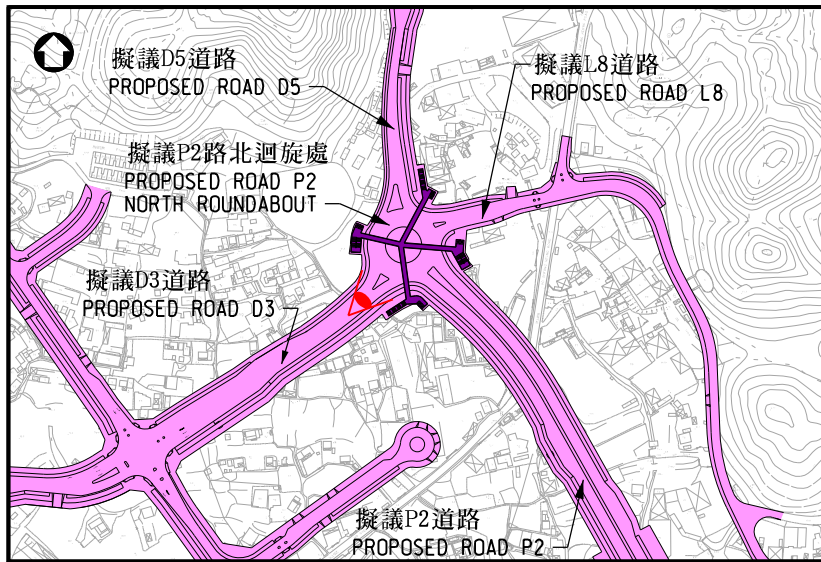 擬議D5道路
PROPOSED ROAD D5
擬議L8道路
PROPOSED ROAD L8
擬議P2路北迴旋處
PROPOSED ROAD P2
NORTH ROUNDABOUT
擬議D3道路
PROPOSED ROAD D3
擬議P2道路
PROPOSED ROAD P2